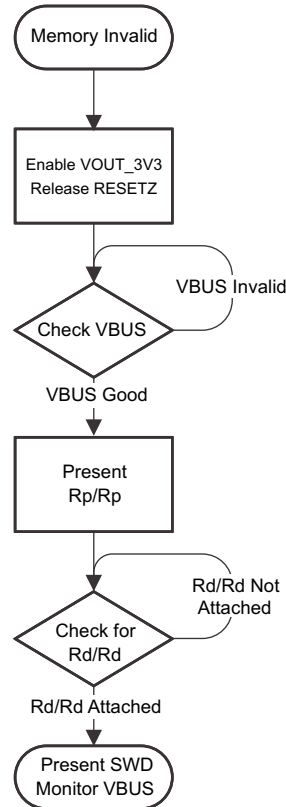 Memory Invalid
Enable VOUT_3V3
Release RESETZ
VBUS Invalid
Check VBUS
VBUS Good
Present
Rp/Rp
Rd/Rd Not
Attached
Check for
Rd/Rd
Rd/Rd Attached
Present SWD
Monitor VBUS